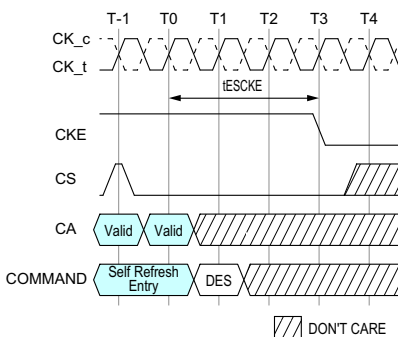 T-1 T0 T1 T2 T3 T4
CK_c
CK_t
tESCKE
CKE
CS
CA Valid Valid
COMMAND Self Refresh Entry DES
DON'T CARE